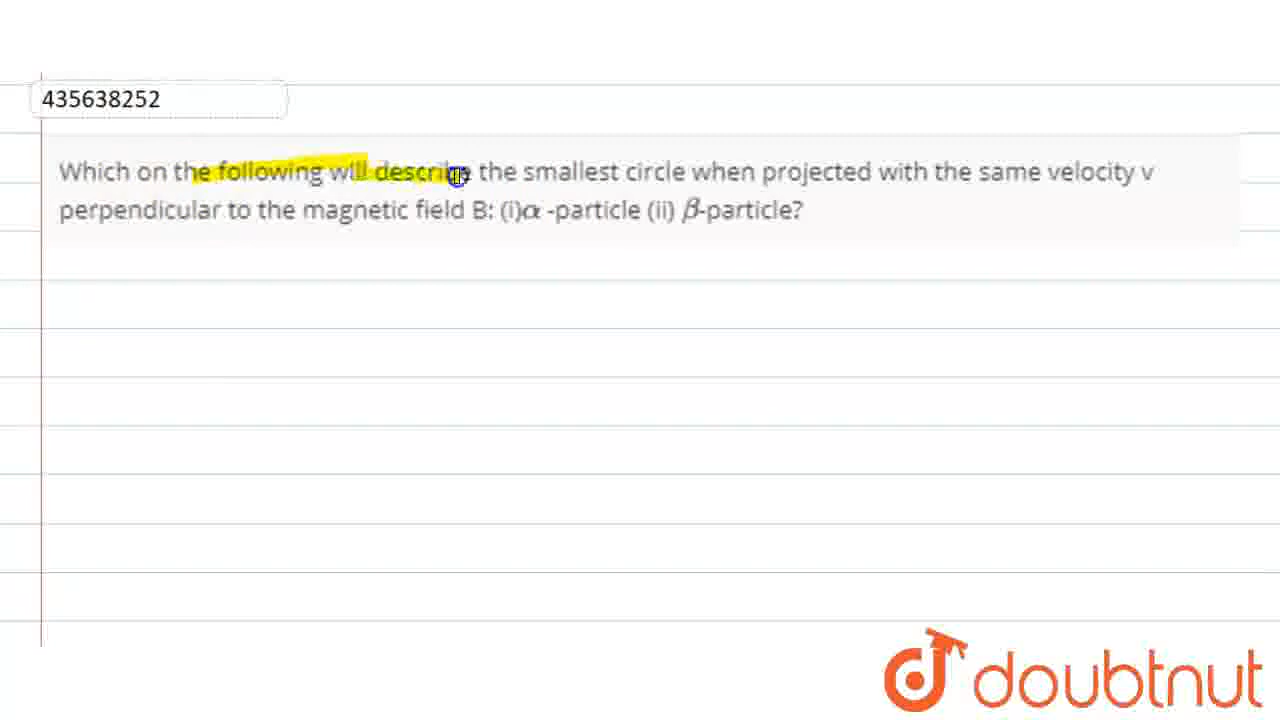 435638252
Which on the following will describe the smallest circle when projected with the same velocity v
perpendicular to the magnetic field B: (i)α -particle (ii) β-particle?
doubtnut